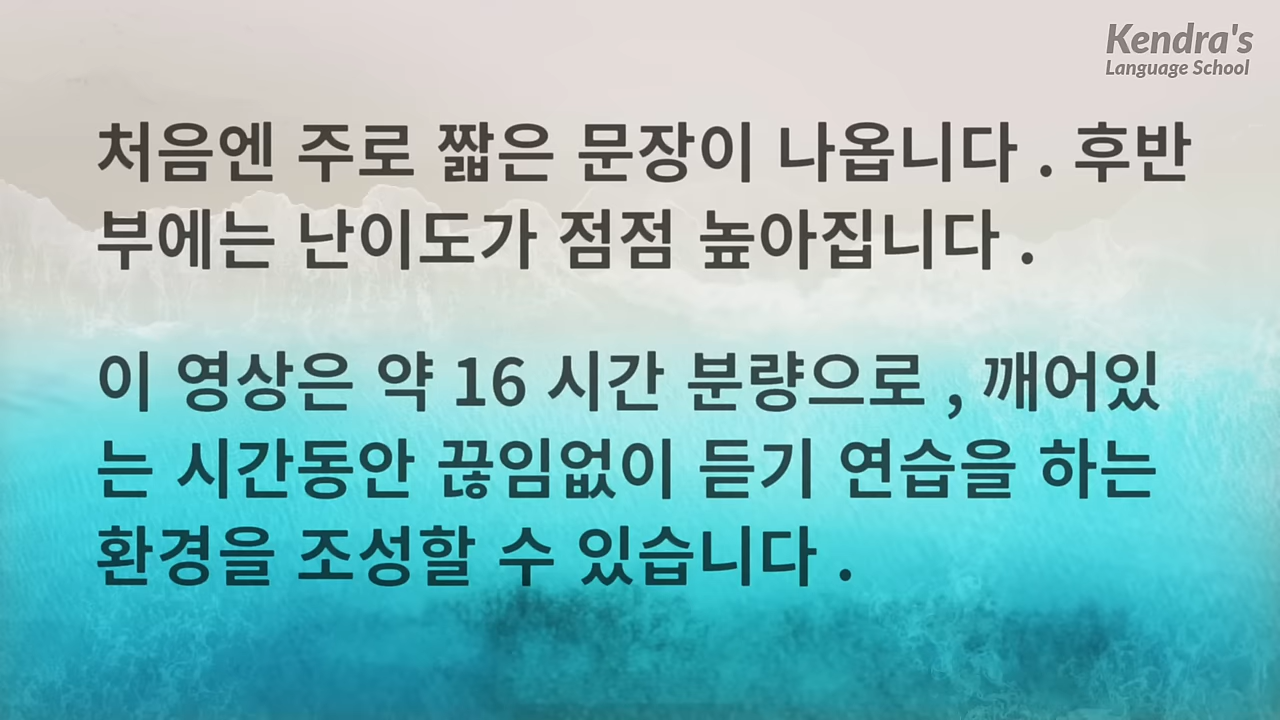 Kendra's
Language School
처음엔 주로 짧은 문장이 나옵니다 . 후반
부에는 난이도가 점점 높아집니다 .
이 영상은 약 16 시간 분량으로 , 깨어있
는 시간동안 끊임없이 듣기 연습을 하는
환경을 조성할 수 있습니다 .